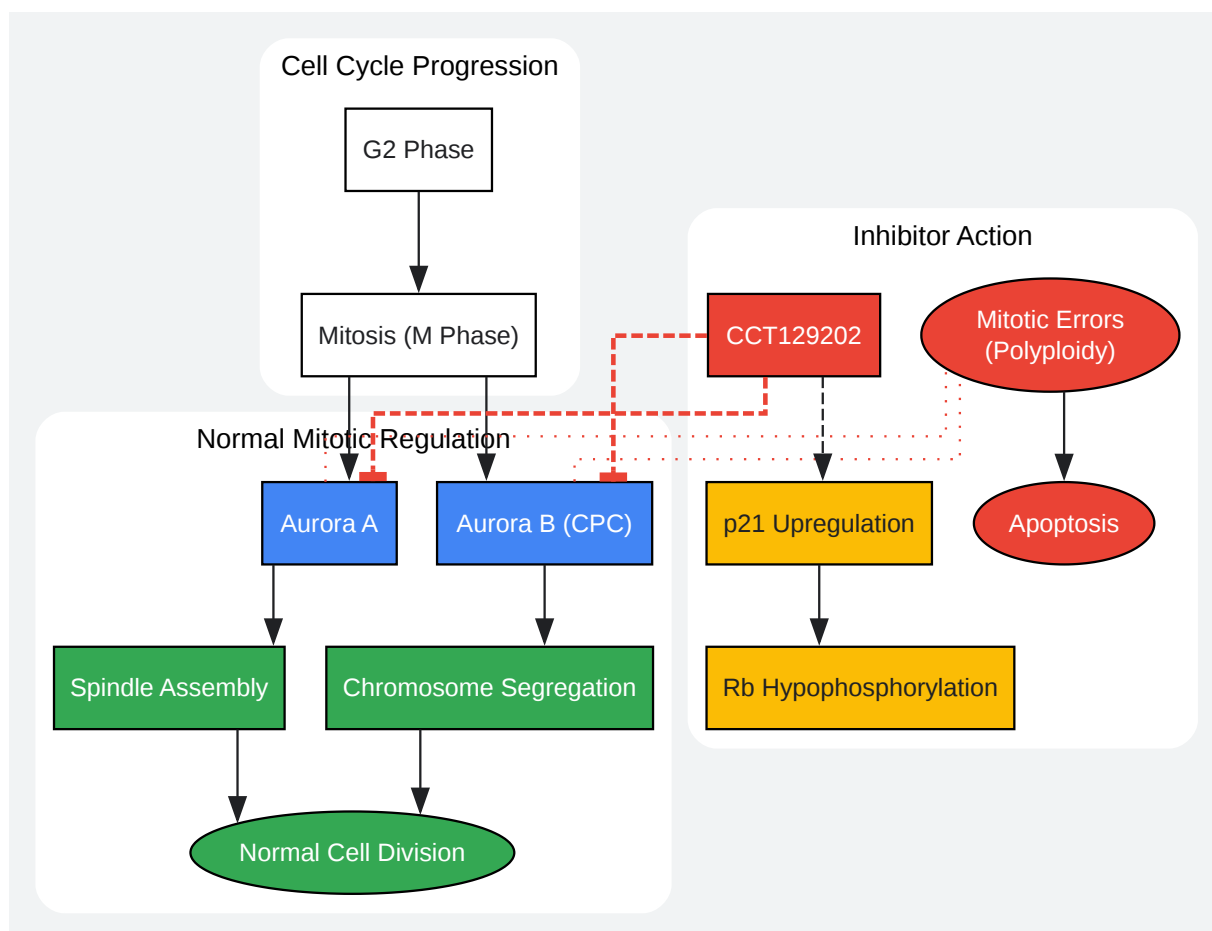 Cell Cycle Progression
G2 Phase
Mitosis (M Phase)
Inhibitor Action
CCT129202
Mitotic Errors
(Polyploidy)
Normal Mitotic Regulation
Aurora A
Aurora B (CPC)
p21 Upregulation
Apoptosis
Spindle Assembly
Chromosome Segregation
Rb Hypophosphorylation
Normal Cell Division